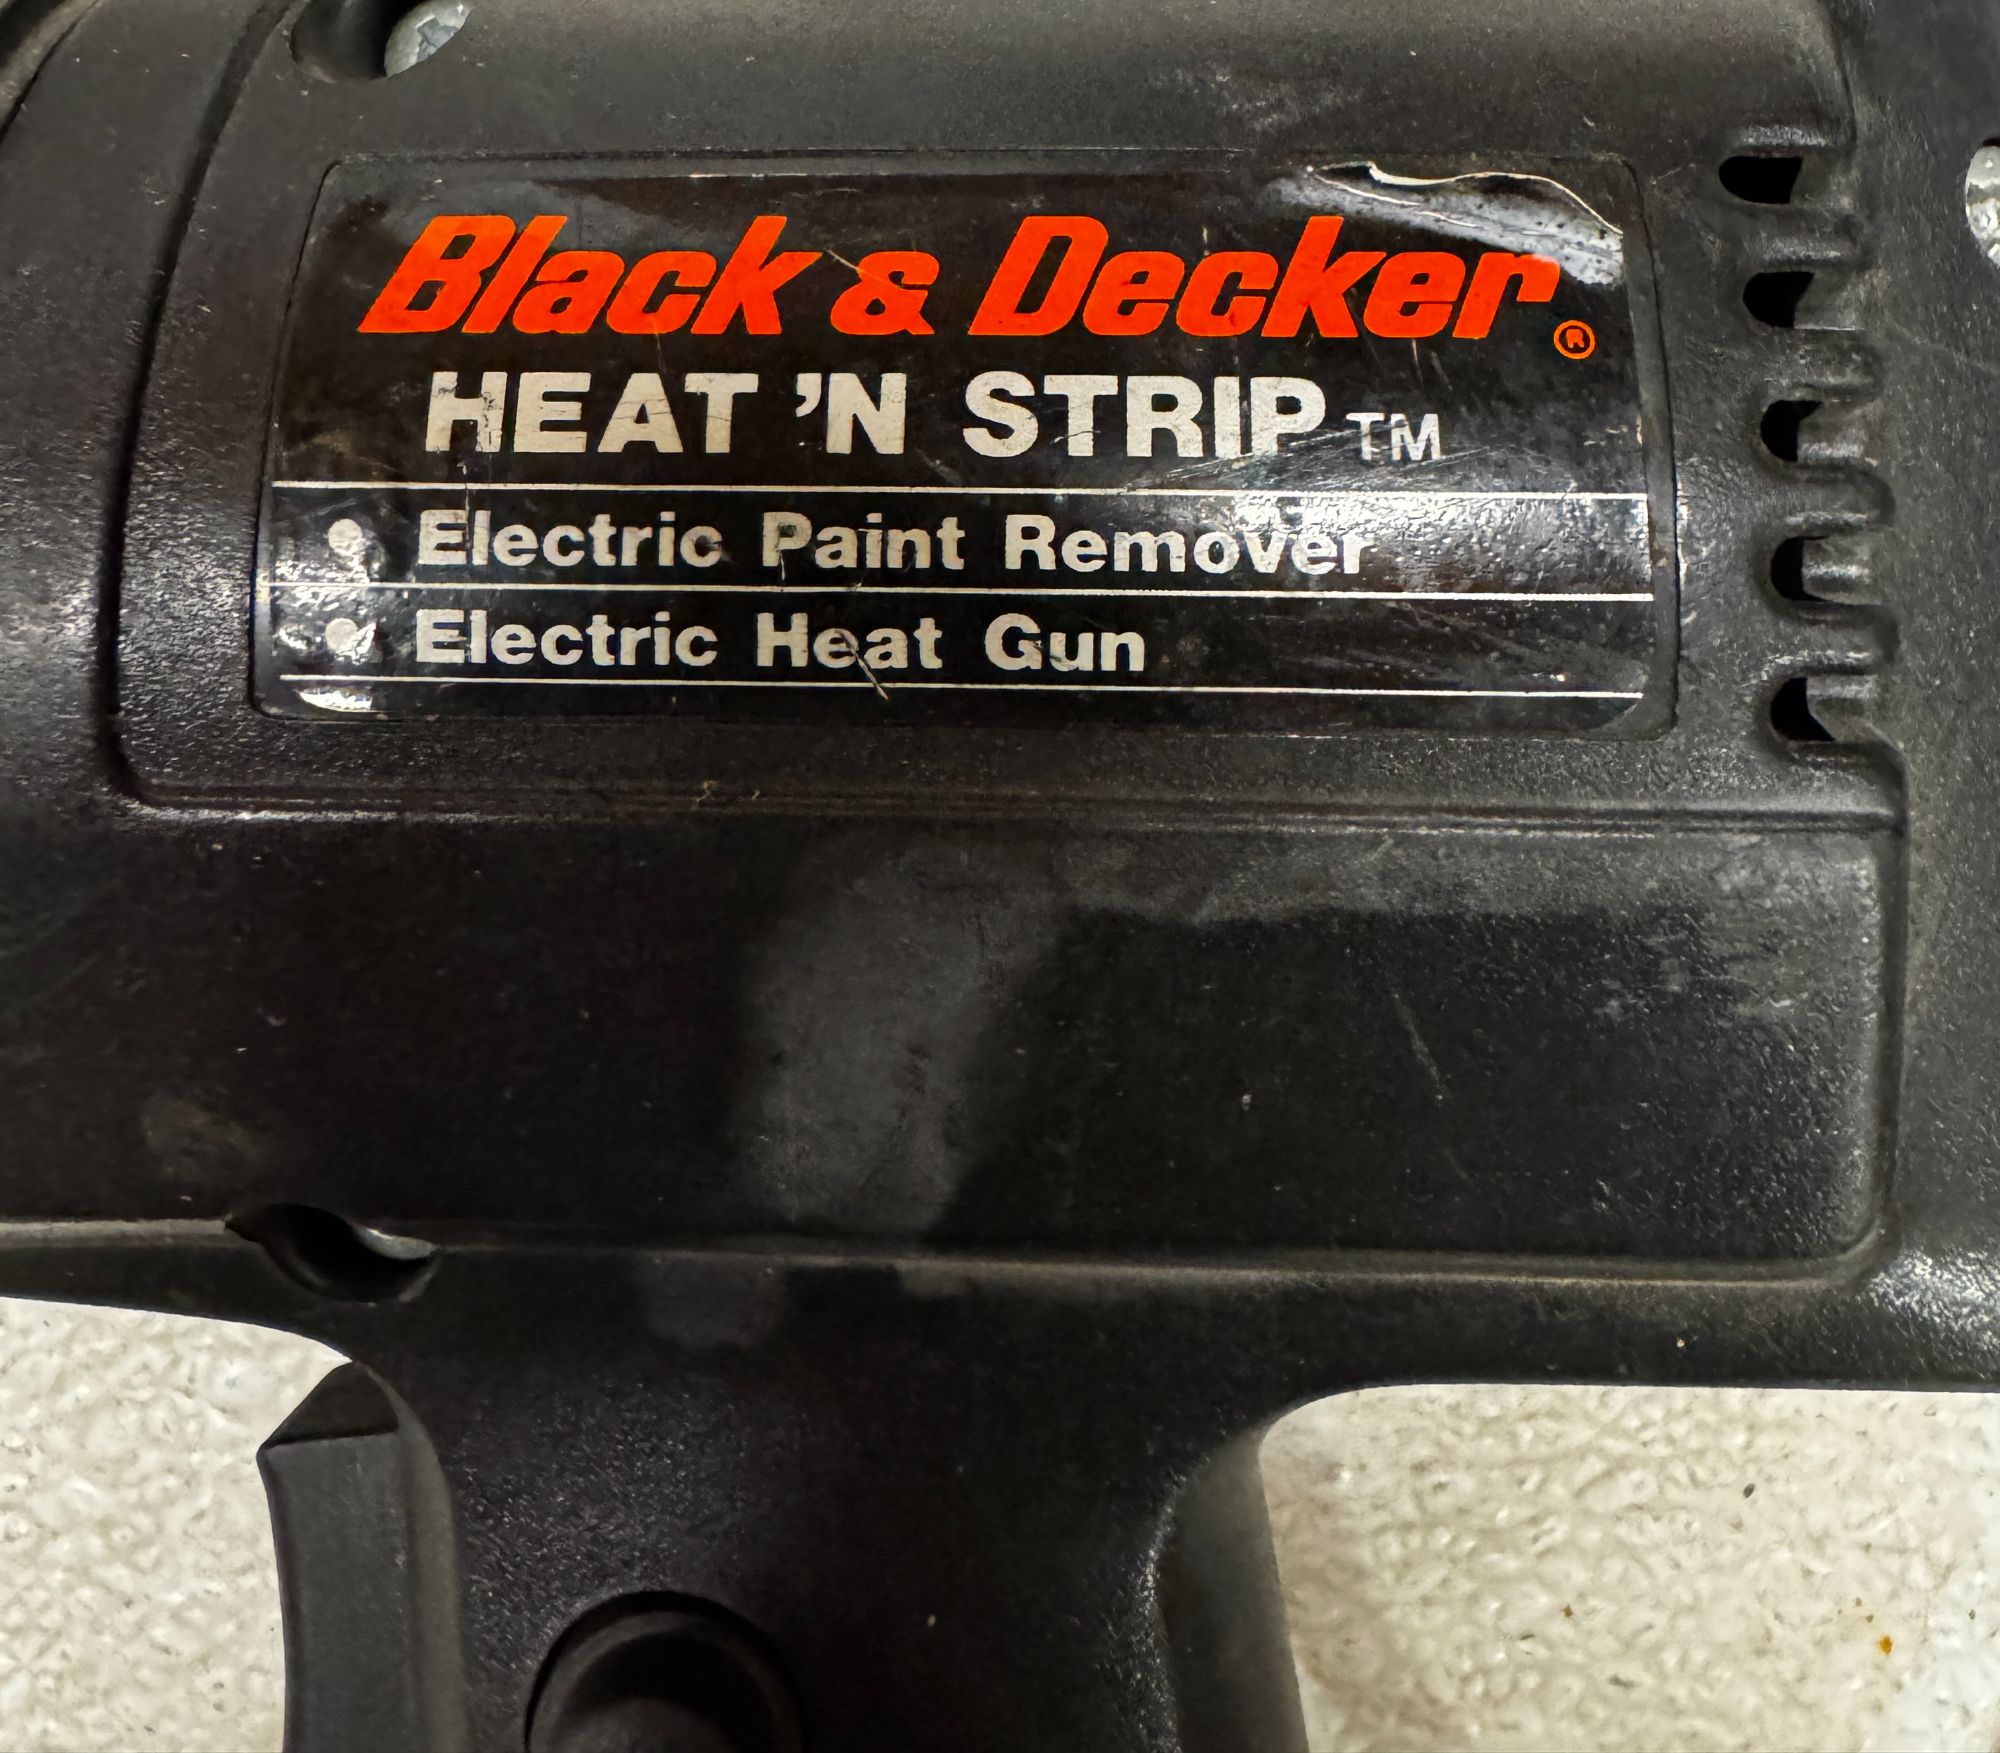 Black & Decker®
HEAT 'N STRIP™
• Electric Paint Remover
• Electric Heat Gun